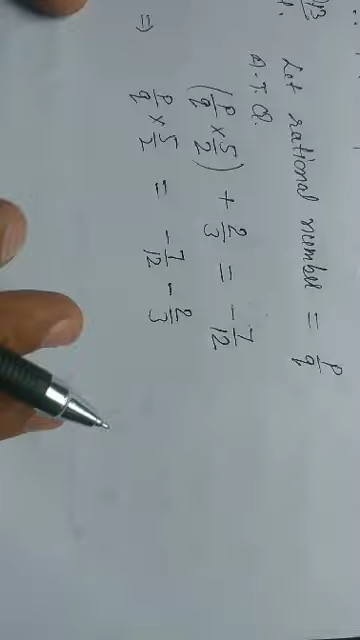 Let rational number = p/q
A.T.Q.
(p/q × 5/2) + 2/3 = -7/12
⇒ p/q × 5/2 = -7/12 - 2/3